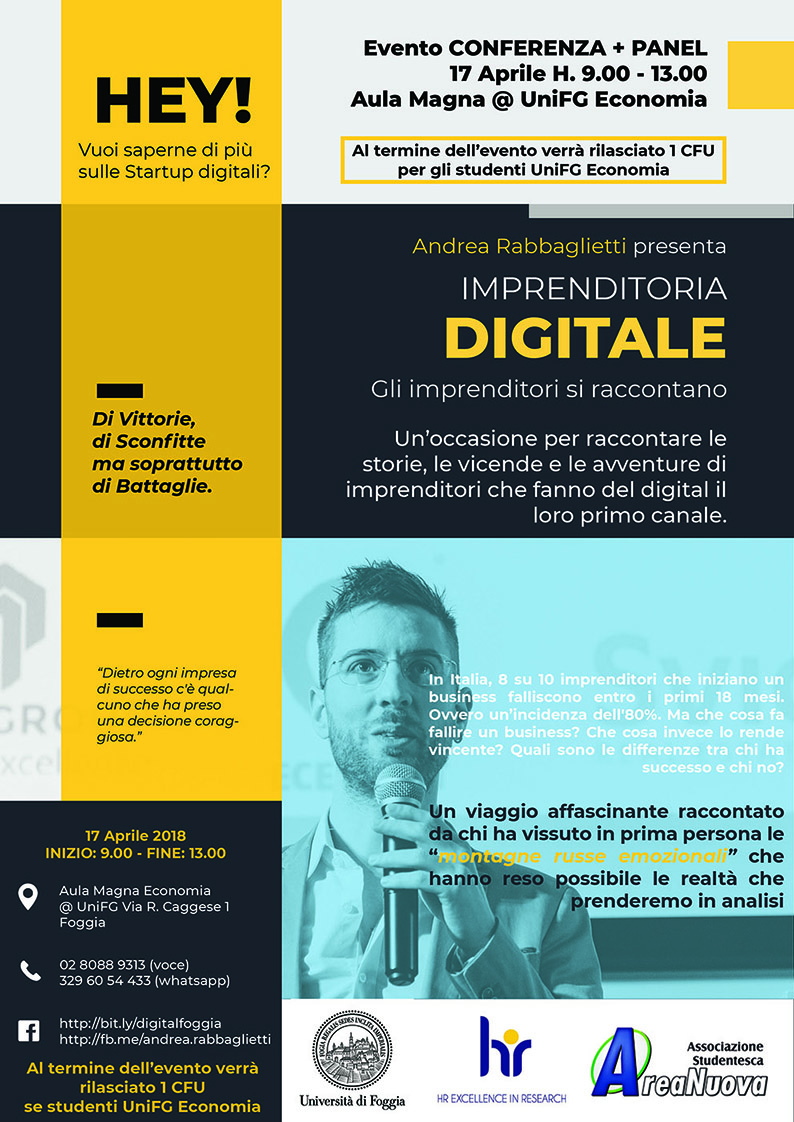 HEY!
Vuoi saperne di più
sulle Startup digitali?
Evento CONFERENZA + PANEL
17 Aprile H. 9.00 - 13.00
Aula Magna @ UniFG Economia
Al termine dell'evento verrà rilasciato 1 CFU
per gli studenti UniFG Economia
Andrea Rabbaglietti presenta
IMPRENDITORIA
DIGITALE
Gli imprenditori si raccontano
Un'occasione per raccontare le
storie, le vicende e le avventure di
imprenditori che fanno del digital il
loro primo canale.
Di Vittorie,
di Sconfitte
ma soprattutto
di Battaglie.
"Dietro ogni impresa
di successo c'è qual-
cuno che ha preso
una decisione corag-
giosa."
In Italia, 8 su 10 imprenditori che iniziano un
business falliscono entro i primi 18 mesi.
Ovvero un'incidenza dell'80%. Ma che cosa fa
fallire un business? Che cosa invece lo rende
vincente? Quali sono le differenze tra chi ha
successo e chi no?
Un viaggio affascinante raccontato
da chi ha vissuto in prima persona le
"montagne russe emozionali" che
hanno reso possibile le realtà che
prenderemo in analisi
17 Aprile 2018
INIZIO: 9.00 - FINE: 13.00
Aula Magna Economia
@ UniFG Via R. Caggese 1
Foggia
02 8088 9313 (voce)
329 60 54 433 (whatsapp)
http://bit.ly/digitalfoggia
http://fb.me/andrea.rabbaglietti
Al termine dell'evento verrà
rilasciato 1 CFU
se studenti UniFG Economia
Università di Foggia
hr
HR EXCELLENCE IN RESEARCH
Associazione
Studentesca
AreaNuova